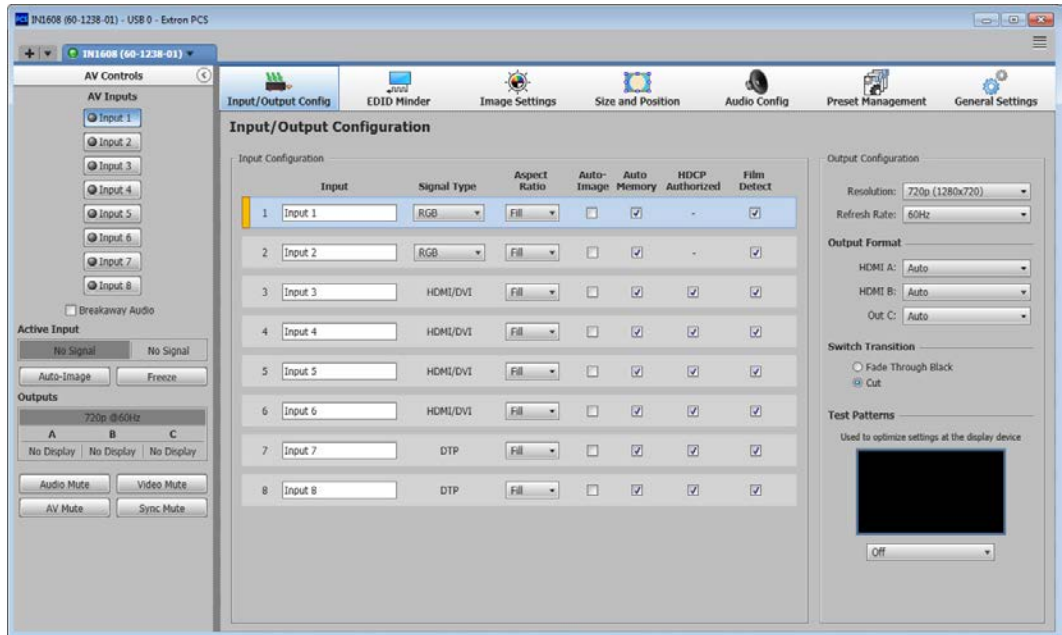 PCS IN1608 (60-1238-01) - USB 0 - Extron PCS
IN1608 (60-1238-01)
AV Controls
AV Inputs
Input 1
Input 2
Input 3
Input 4
Input 5
Input 6
Input 7
Input 8
Breakaway Audio
Active Input
No Signal No Signal
Auto-Image Freeze
Outputs
720p @60Hz
A B C
No Display No Display No Display
Audio Mute Video Mute
AV Mute Sync Mute
Input/Output Config EDID Minder Image Settings Size and Position Audio Config Preset Management General Settings
Input/Output Configuration
Input Configuration
Input Signal Type Aspect Ratio Auto-Image Auto Memory HDCP Authorized Film Detect
1 Input 1 RGB Fill -
2 Input 2 RGB Fill -
3 Input 3 HDMI/DVI Fill
4 Input 4 HDMI/DVI Fill
5 Input 5 HDMI/DVI Fill
6 Input 6 HDMI/DVI Fill
7 Input 7 DTP Fill
8 Input 8 DTP Fill
Output Configuration
Resolution: 720p (1280x720)
Refresh Rate: 60Hz
Output Format
HDMI A: Auto
HDMI B: Auto
Out C: Auto
Switch Transition
Fade Through Black
Cut
Test Patterns
Used to optimize settings at the display device
Off